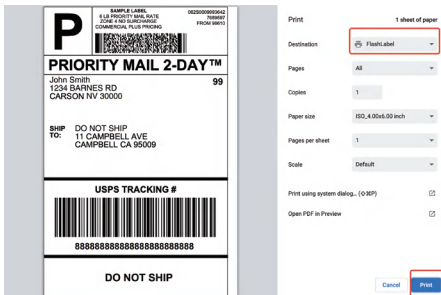 P
SAMPLE LABEL
6 LB PRIORITY MAIL RATE
ZONE 4 NO SURCHARGE
COMMERCIAL PLUS PRICING
062S0009903642
FROM 98610
PRIORITY MAIL 2-DAY™
John Smith
1234 BARNES RD
CARSON NV 30000
99
SHIP TO:
DO NOT SHIP
11 CAMPBELL AVE
CAMPBELL CA 95009
USPS TRACKING #
88888888888888888888888
DO NOT SHIP
Print
1 sheet of paper
Destination
FlashLabel
Pages
All
Copies
1
Paper size
ISO_4.00x6.00 inch
Pages per sheet
1
Scale
Default
Print using system dialog... (⌥⌘P)
Open PDF in Preview
Cancel
Print